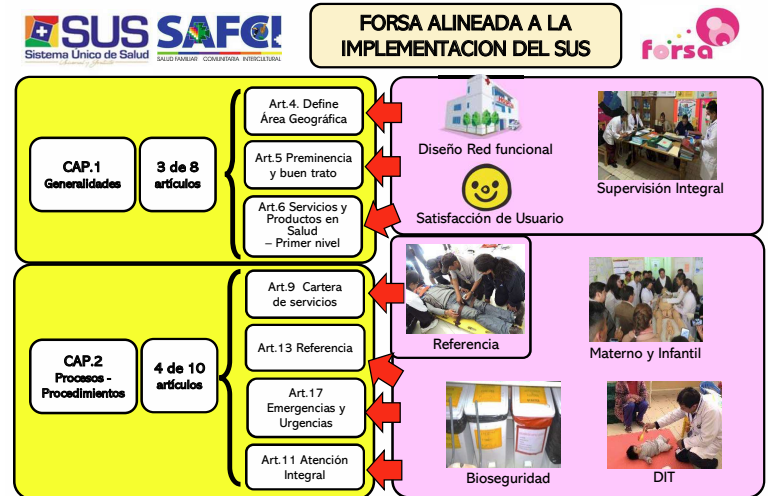 SUS
Sistema Único de Salud
SAFCI
SALUD FAMILIAR COMUNITARIA INTERCULTURAL
FORSA ALINEADA A LA
IMPLEMENTACION DEL SUS
forsa
CAP.1
Generalidades
3 de 8
artículos
Art.4. Define
Área Geográfica
Art.5 Preminencia
y buen trato
Art.6 Servicios y
Productos en
Salud
– Primer nivel
Diseño Red funcional
Satisfacción de Usuario
Supervisión Integral
CAP.2
Procesos -
Procedimientos
4 de 10
artículos
Art.9 Cartera
de servicios
Art.13 Referencia
Art.17
Emergencias y
Urgencias
Art.11 Atención
Integral
Referencia
Materno y Infantil
Bioseguridad
DIT